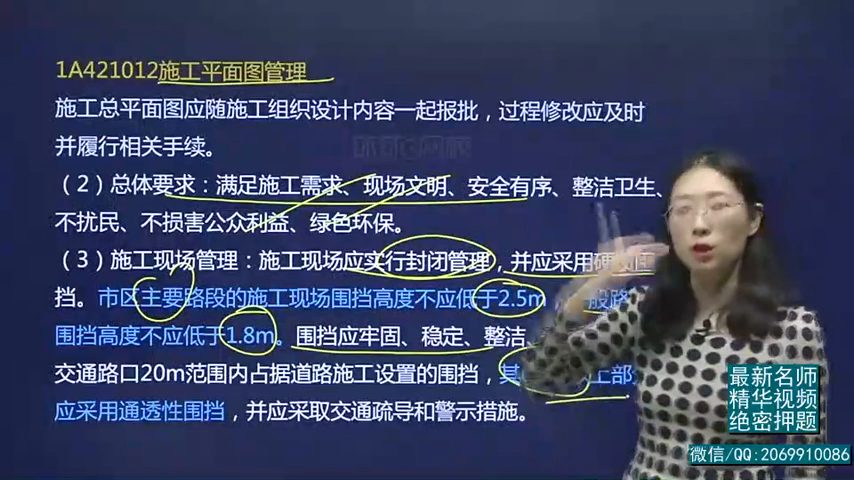 1A421012施工平面图管理
施工总平面图应随施工组织设计内容一起报批，过程修改应及时
并履行相关手续。
（2）总体要求：满足施工需求、现场文明、安全有序、整洁卫生、
不扰民、不损害公众利益、绿色环保。
（3）施工现场管理：施工现场应实行封闭管理，并应采用硬
挡。市区主要路段的施工现场围挡高度不应低于2.5m
般路
围挡高度不应低于1.8m。围挡应牢固、稳定、整洁、
交通路口20m范围内占据道路施工设置的围挡，其
上部
应采用通透性围挡，并应采取交通疏导和警示措施。
最新名师
精华视频
绝密押题
微信/QQ:2069910086